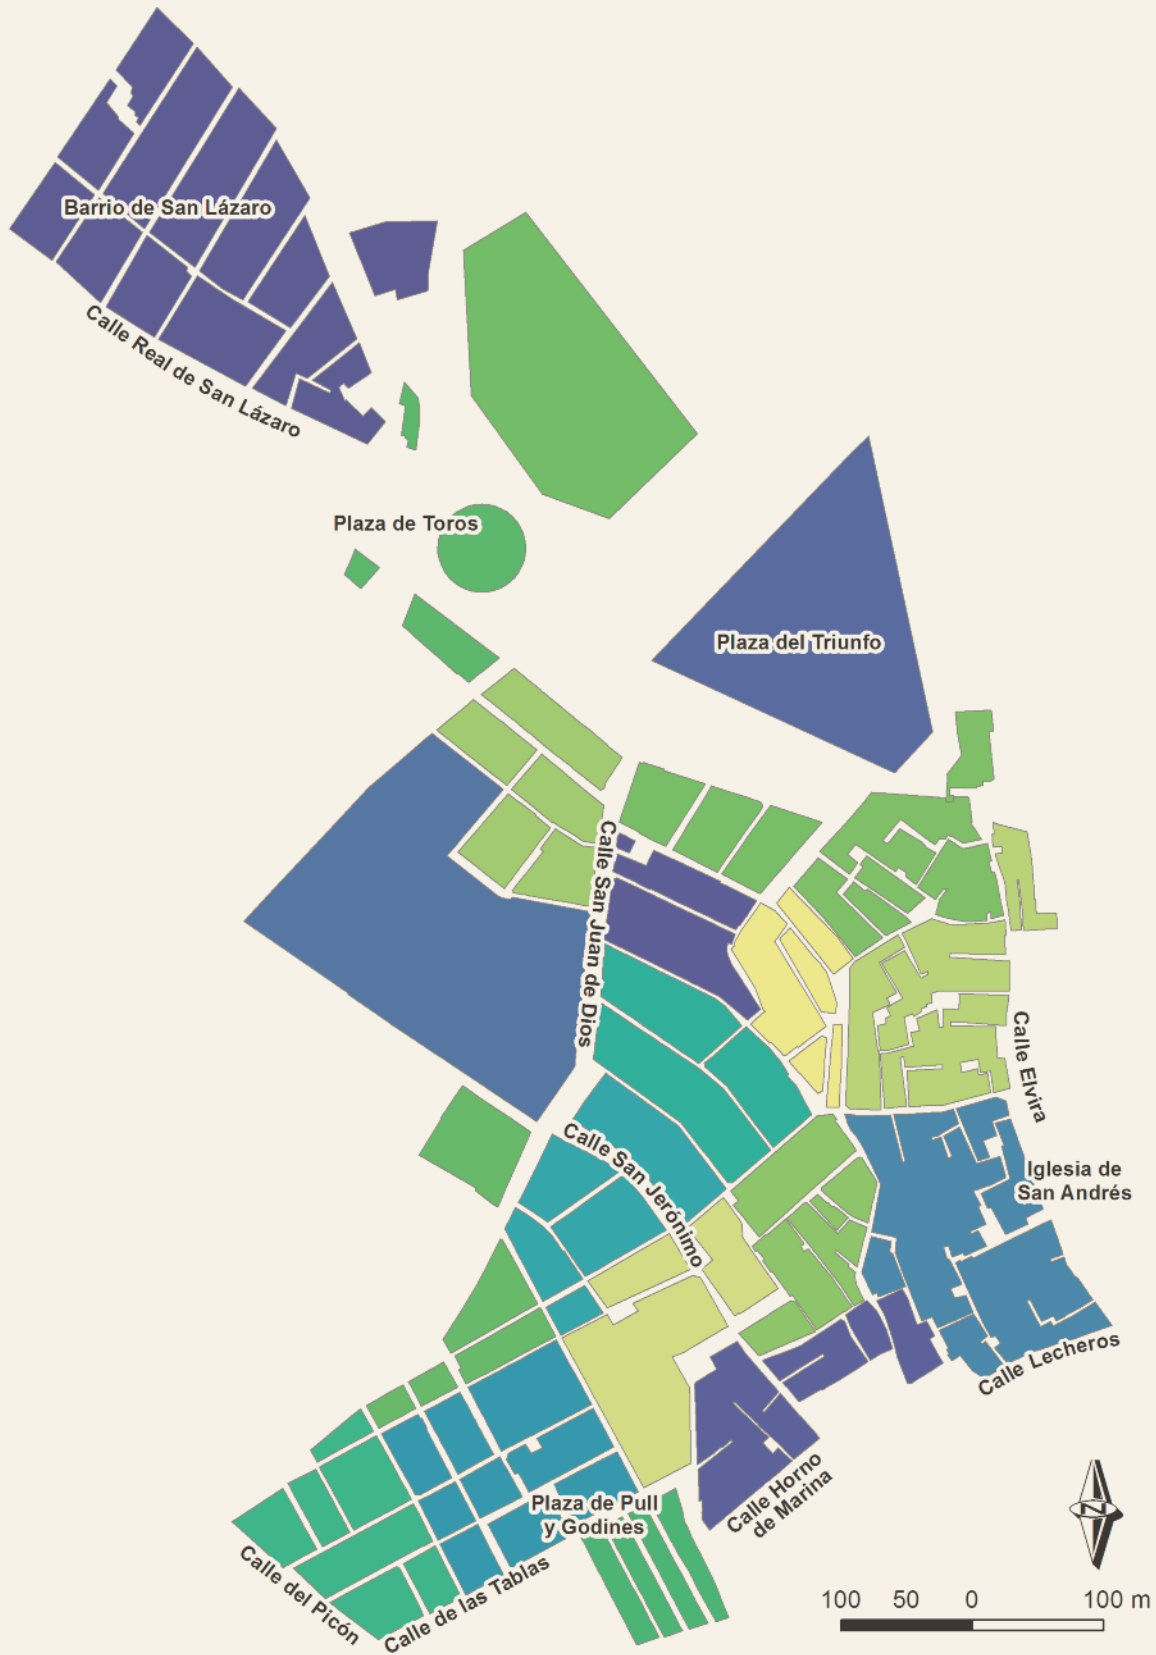 Barrio de San Lázaro
Calle Real de San Lázaro
Plaza de Toros
Plaza del Triunfo
Calle San Juan de Dios
Calle Elvira
Calle San Jerónimo
Iglesia de
San Andrés
Calle Lecheros
Calle Horno
de Marina
Plaza de Pull
y Godines
Calle del Picón
Calle de las Tablas
N
100 50 0 100 m